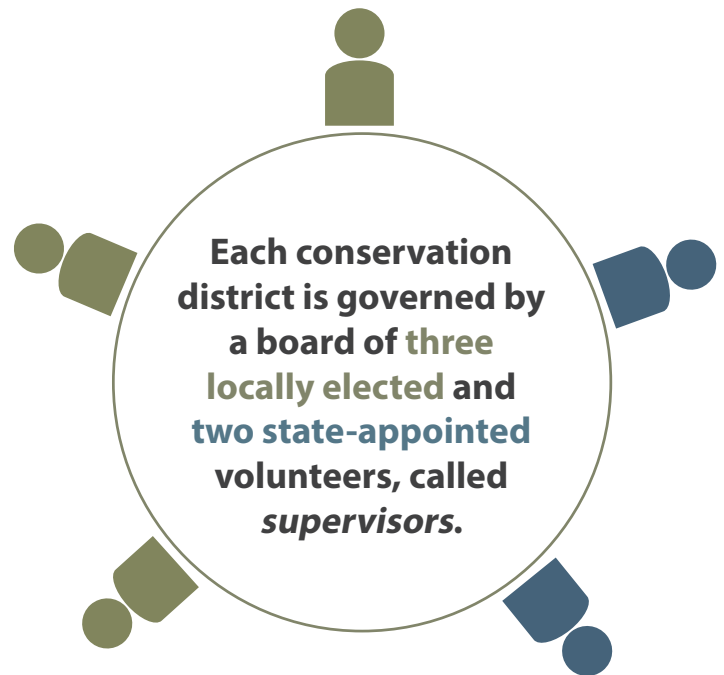 Each conservation
district is governed by
a board of three
locally elected and
two state-appointed
volunteers, called
supervisors.